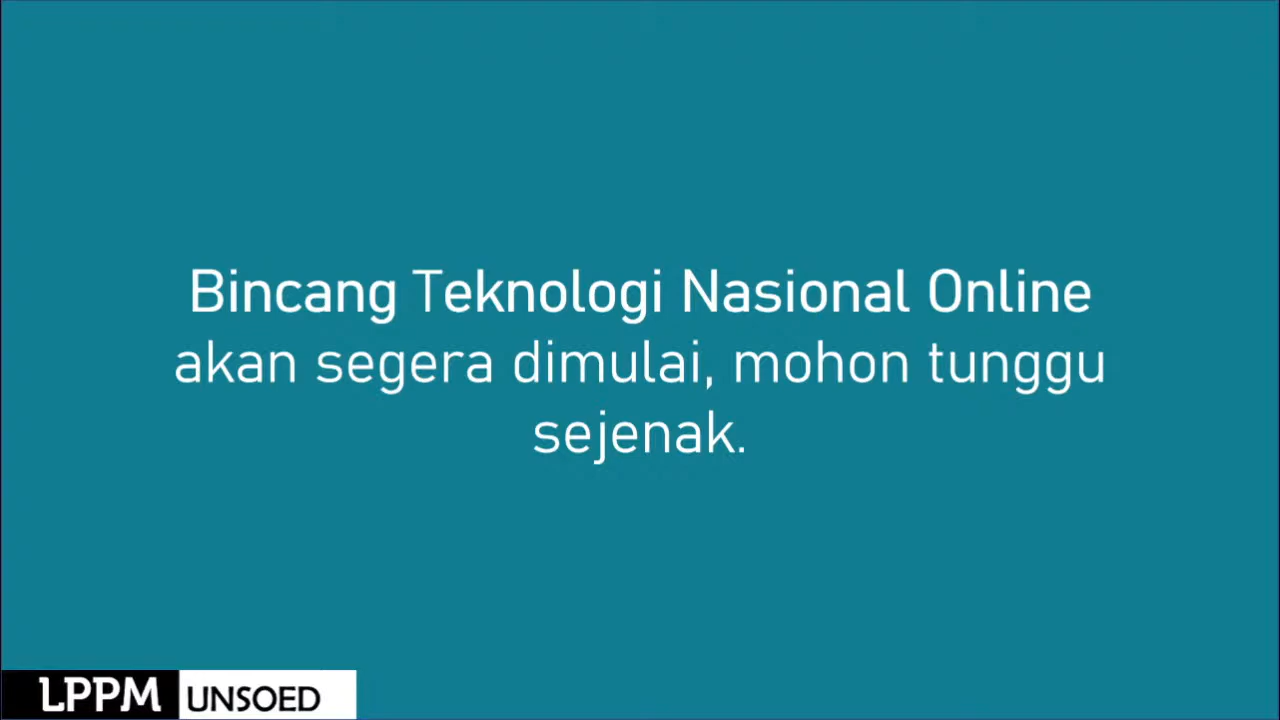 Bincang Teknologi Nasional Online
akan segera dimulai, mohon tunggu
sejenak.
LPPM UNSOED